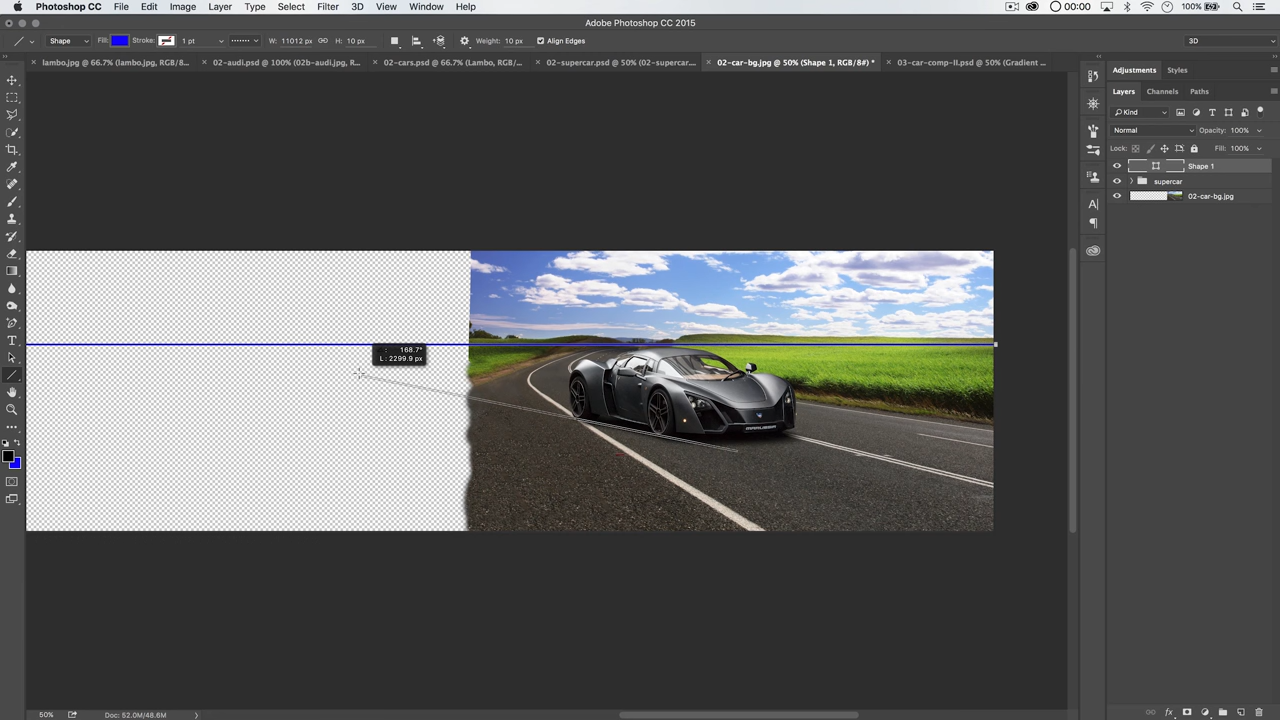 Photoshop CC File Edit Image Layer Type Select Filter 3D View Window Help 00:00 100%
Adobe Photoshop CC 2015
Shape Fill: Stroke: 1 pt W: 11012 px H: 10 px Weight: 10 px Align Edges 3D
lambo.jpg @ 66.7% (lambo.jpg, RGB/8... 02-audi.psd @ 100% (02b-audi.jpg, R... 02-cars.psd @ 66.7% (Lambo, RGB/... 02-supercar.psd @ 50% (02-supercar.... 02-car-bg.jpg @ 50% (Shape 1, RGB/8#) * 03-car-comp-II.psd @ 50% (Gradient ...
Adjustments Styles
Layers Channels Paths
Kind
Normal Opacity: 100%
Lock: Fill: 100%
Shape 1
supercar
02-car-bg.jpg
168.7°
L: 2299.9 px
MARUSSIA
50% Doc: 52.0M/48.6M